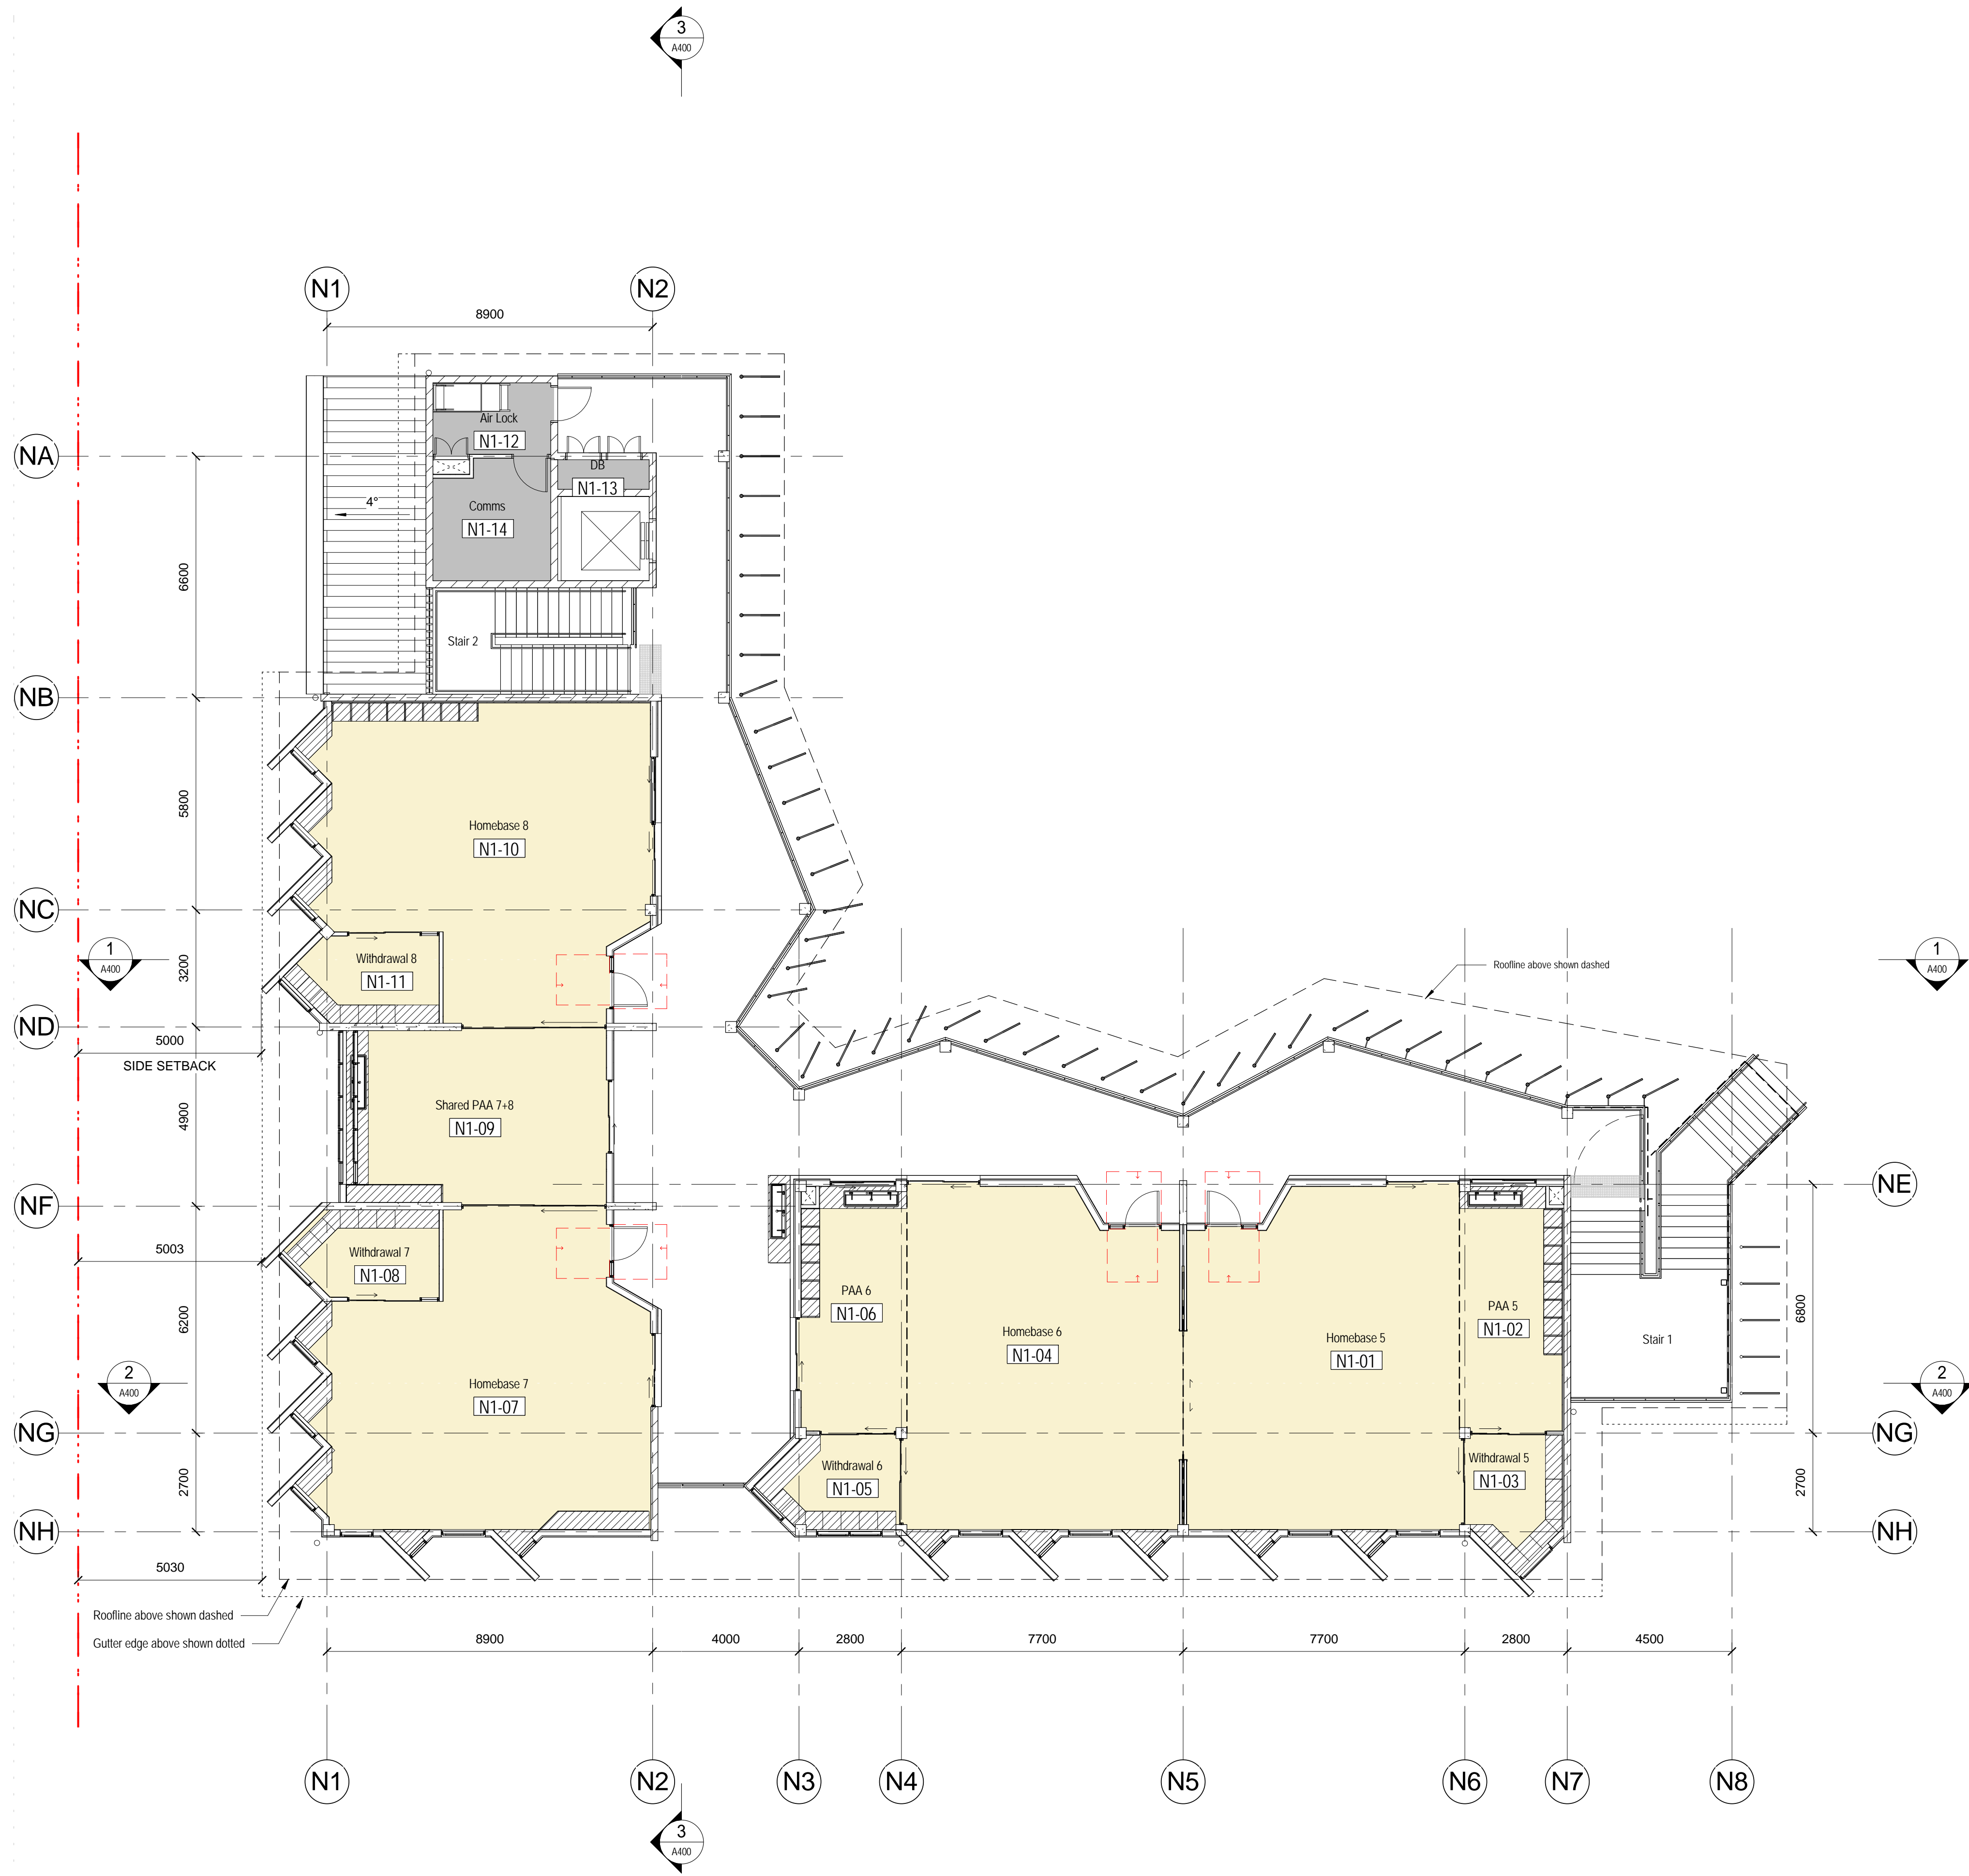 3
A400
N1
N2
8900
NA
Air Lock
N1-12
DB
N1-13
4°
Comms
N1-14
6600
Stair 2
NB
5800
Homebase 8
N1-10
NC
3200
1
A400
Withdrawal 8
N1-11
1
A400
Roofline above shown dashed
ND
5000
SIDE SETBACK
4900
Shared PAA 7+8
N1-09
NF
NE
5003
Withdrawal 7
N1-08
6200
PAA 6
N1-06
Homebase 6
N1-04
Homebase 5
N1-01
PAA 5
N1-02
Stair 1
6800
2
A400
Homebase 7
N1-07
2
A400
NG
NG
2700
Withdrawal 6
N1-05
Withdrawal 5
N1-03
2700
NH
NH
5030
Roofline above shown dashed
Gutter edge above shown dotted
8900
4000
2800
7700
7700
2800
4500
N1
N2
N3
N4
N5
N6
N7
N8
3
A400